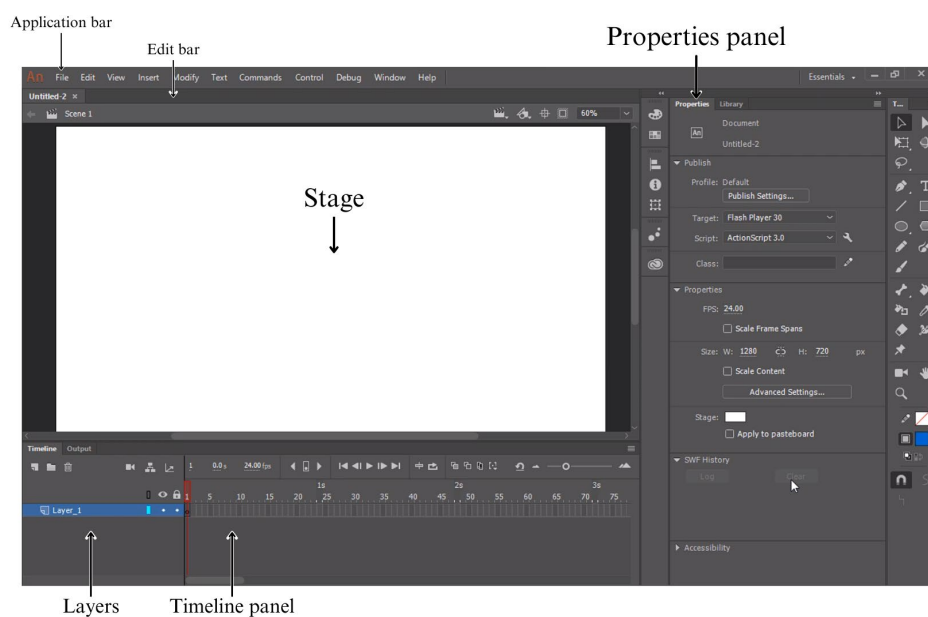 Application bar
Edit bar
Properties panel
An File Edit View Insert Modify Text Commands Control Debug Window Help
Essentials
Untitled-2 ×
Properties Library
T...
Scene 1
60%
Document
An
Untitled-2
Publish
Profile: Default
Publish Settings...
Target: Flash Player 30
Script: ActionScript 3.0
Class:
Stage
Properties
FPS: 24.00
Scale Frame Spans
Size: W: 1280 H: 720 px
Scale Content
Advanced Settings...
Stage:
Apply to pasteboard
SWF History
Log Clear
Accessibility
Timeline Output
1 0.0 s 24.00 fps
1s 2s 3s
1 5 10 15 20 25 30 35 40 45 50 55 60 65 70 75
Layer_1
Layers
Timeline panel